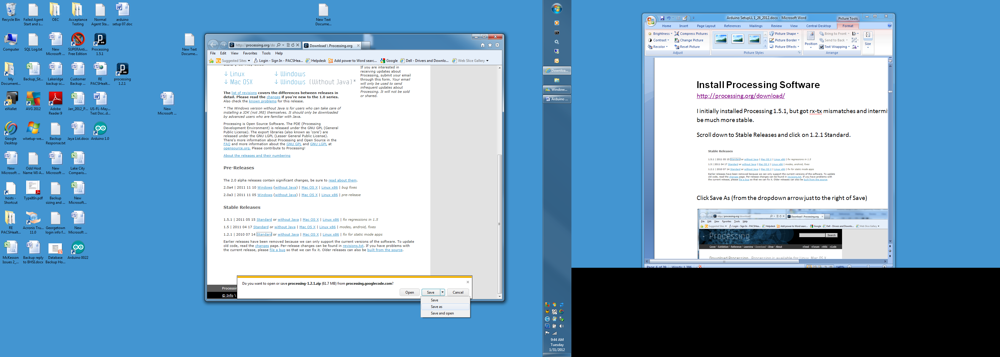 Recycle Bin
Failed Agent Start and s...
OEC
Acceptance Testing
Normal Agent Sta...
arduino setup 07.doc
New Text Docume...
Computer
SQL Log.txt
New Microsoft ...
SUPERAnti... Free Edition
Processing 1.5.1
New Text Docume...
My Document...
Backup_Sit...
Lakeridge backup sc...
Customer Backup ...
RE PACSHealt...
processing 1.2.1
eWallet
AVG 2012
Adobe Reader 9
Jan_2012_P...
US-FL-May... Test Doc..d...
New Microsoft ...
Google Desktop
wlsetup-we...
Backup Response.txt
Jaya List.docx
Arduino 1.0
New Microsoft ...
Odd Host Name WI-A...
New Microsoft ...
Lake City Comparis...
hosts - Shortcut
TypeItIn.pdf
Backup sizing and ...
New Microsoft...
RE PACSHealt...
Acronis Tru... 11.0
Georgetown login info f...
New Microsoft ...
McKesson Issues 2_...
Backup reply to BHSI.docx
Database Backup Ho...
Arduino 0022
http://processing.org/do
Download \ Processing.org
File Edit View Favorites Tools Help
Suggested Sites
Login - Sign In - PACSHea...
Helpdesk
Add power to Word searc...
Google
Dell - Drivers and Downlo...
Web Slice Gallery
↓ Linux ↓ Windows
↓ Mac OSX ↓ Windows (Without Java)*
If you are interested in
receiving updates about
Processing, submit your email
through this form. Your email
will only be used to send
infrequent updates about
Processing. It will not be sold
or shared.
The list of revisions covers the differences between releases in
detail. Please read the changes if you're new to the 1.0 series.
Also check the known problems for this release.
* The Windows version without Java is for users who can take care of
installing a JDK (not JRE) themselves. It should only be downloaded
by advanced users who are familiar with Java.
Processing is Open Source Software. The PDE (Processing
Development Environment) is released under the GNU GPL (General
Public License). The export libraries (also known as 'core') are
released under the GNU LGPL (Lesser General Public License).
There's more information about Processing and Open Source in the
FAQ and more information about the GNU GPL and GNU LGPL at
opensource.org. Please contribute to Processing!
About the releases and their numbering
Pre-Releases
The 2.0 alpha releases contain significant changes, be sure to read about them.
2.0a4 | 2011 11 10 Windows (without Java) | Mac OS X | Linux x86 | bug fixes
2.0a3 | 2011 11 05 Windows (without Java) | Mac OS X | Linux x86 | pre-release
Stable Releases
1.5.1 | 2011 05 15 Standard or without Java | Mac OS X | Linux x86 | fix regressions in 1.5
1.5 | 2011 04 17 Standard or without Java | Mac OS X | Linux x86 | modes, android, fixes
1.2.1 | 2010 07 14 Standard or without Java | Mac OS X | Linux x86 | fix for static mode apps
Earlier releases have been removed because we can only support the current versions of the software. To update
old code, read the changes page. Per-release changes can be found in revisions.txt. If you have problems with
the current release, please file a bug so that we can fix it. Older releases can also be built from the source.
Processin
© Info \
Do you want to open or save processing-1.2.1.zip (61.7 MB) from processing.googlecode.com?
Open Save Cancel
Save
Save as
Save and open
Downloa...
Window...
Arduino ...
9:44 AM
Tuesday
1/31/2012
Arduino SetupLL 1_26_2012.docx - Microsoft Word
Picture Tools
Home Insert Page Layout References Mailings Review View Central Desktop Format
Brightness Compress Pictures Picture Shape Bring to Front
Contrast Change Picture Picture Border Send to Back
Recolor Reset Picture Picture Effects Position Text Wrapping Size
Adjust Picture Styles Arrange
Install Processing Software
http://processing.org/download/
I initially installed Processing 1.5.1, but got rx-tx mismatches and intermi
be much more stable.
Scroll down to Stable Releases and click on 1.2.1 Standard.
Stable Releases
1.5.1 | 2011 05 15 Standard or without Java | Mac OS X | Linux x86 | fix regressions in 1.5
1.5 | 2011 04 17 Standard or without Java | Mac OS X | Linux x86 | modes, android, fixes
1.2.1 | 2010 07 14 Standard or without Java | Mac OS X | Linux x86 | fix for static mode apps
Earlier releases have been removed because we can only support the current versions of the software. To update
old code, read the changes page. Per-release changes can be found in revisions.txt. If you have problems with
the current release, please file a bug so that we can fix it. Older releases can also be built from the source.
Click Save As (from the dropdown arrow just to the right of Save)
http://processing.org/download/
Download \ Processing.org
File Edit View Favorites Tools Help
Suggested Sites
Login - Sign In - PACSHea...
Helpdesk
Add power to Word searc...
Google
Dell - Drivers and Downlo...
Web Slice Gallery
Processing
Search
Cover \ Exhibition \ Reference \ Learning \ Download \ Shop \ About
»Feed »Forum »Wiki »Code
Download Processing. Processing is available for Linux, Mac OS X,
Page: 6 of 39 Words: 1,386 148%